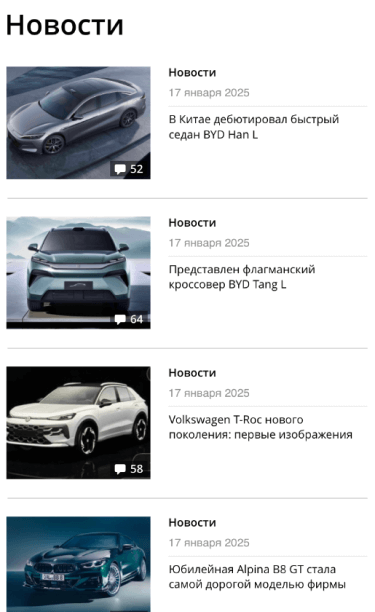 Новости
Новости
17 января 2025
В Китае дебютировал быстрый
седан BYD Han L
52
Новости
17 января 2025
Представлен флагманский
кроссовер BYD Tang L
64
Новости
17 января 2025
Volkswagen T-Roc нового
поколения: первые изображения
58
Новости
17 января 2025
Юбилейная Alpina B8 GT стала
самой дорогой моделью фирмы